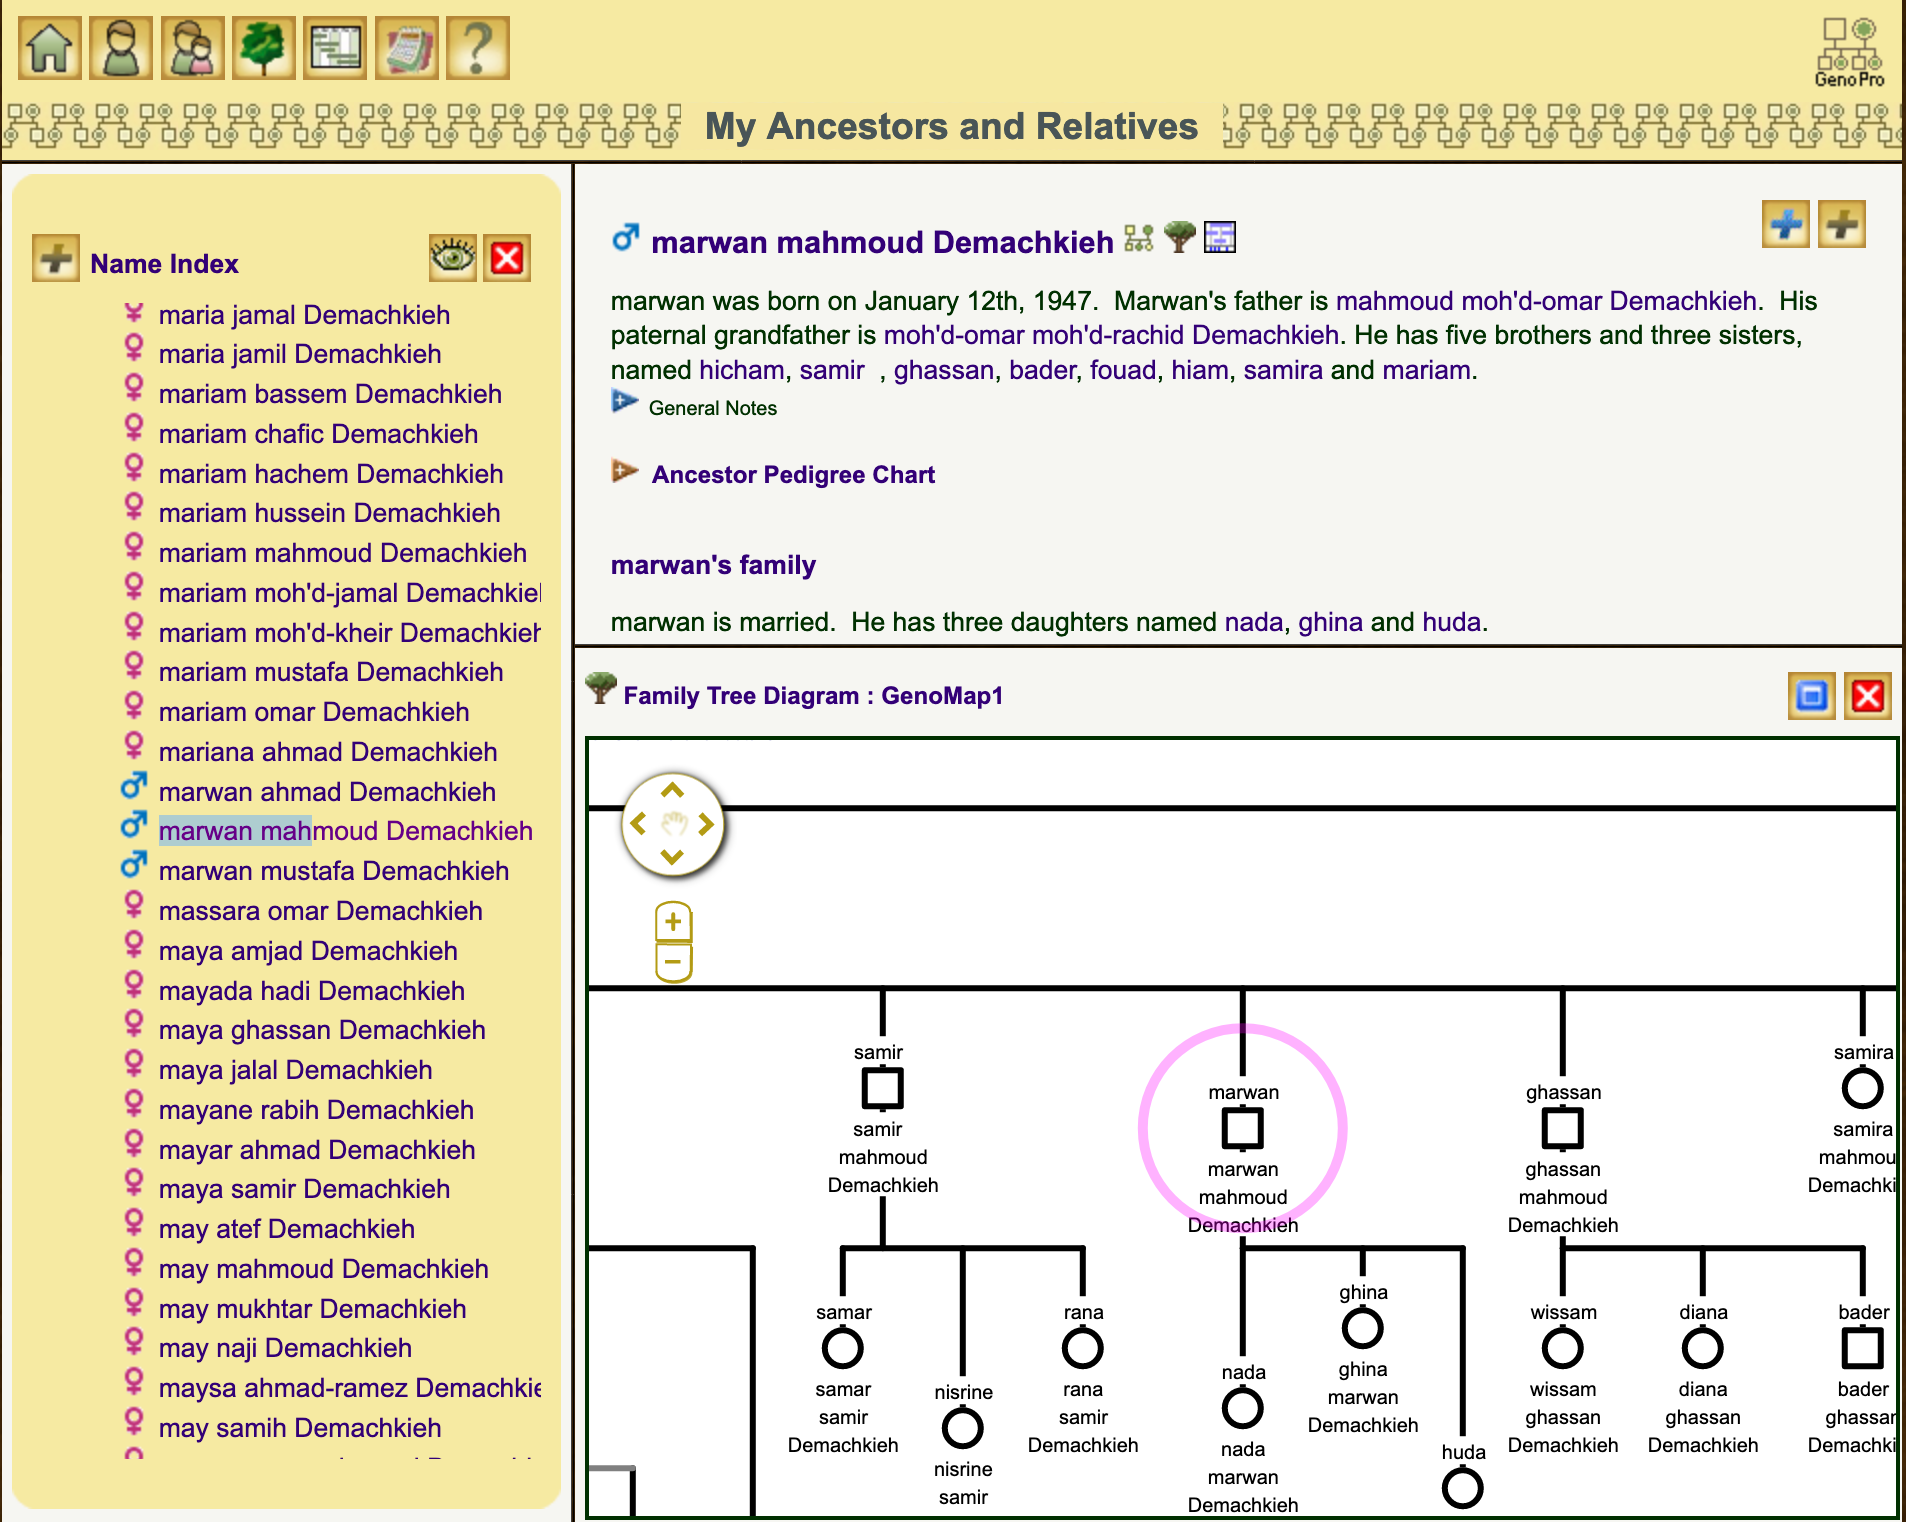 GenoPro
My Ancestors and Relatives
Name Index
maria jamal Demachkieh
maria jamil Demachkieh
mariam bassem Demachkieh
mariam chafic Demachkieh
mariam hachem Demachkieh
mariam hussein Demachkieh
mariam mahmoud Demachkieh
mariam moh'd-jamal Demachkieh
mariam moh'd-kheir Demachkieh
mariam mustafa Demachkieh
mariam omar Demachkieh
mariana ahmad Demachkieh
marwan ahmad Demachkieh
marwan mahmoud Demachkieh
marwan mustafa Demachkieh
massara omar Demachkieh
maya amjad Demachkieh
mayada hadi Demachkieh
maya ghassan Demachkieh
maya jalal Demachkieh
mayane rabih Demachkieh
mayar ahmad Demachkieh
maya samir Demachkieh
may atef Demachkieh
may mahmoud Demachkieh
may mukhtar Demachkieh
may naji Demachkieh
maysa ahmad-ramez Demachkie
may samih Demachkieh
marwan mahmoud Demachkieh
marwan was born on January 12th, 1947.  Marwan's father is mahmoud moh'd-omar Demachkieh.  His
paternal grandfather is moh'd-omar moh'd-rachid Demachkieh. He has five brothers and three sisters,
named hicham, samir  , ghassan, bader, fouad, hiam, samira and mariam.
General Notes
Ancestor Pedigree Chart
marwan's family
marwan is married.  He has three daughters named nada, ghina and huda.
Family Tree Diagram : GenoMap1
samir
samir
mahmoud
Demachkieh
marwan
marwan
mahmoud
Demachkieh
ghassan
ghassan
mahmoud
Demachkieh
samira
samira
mahmou
Demachki
samar
samar
samir
Demachkieh
nisrine
nisrine
samir
rana
rana
samir
Demachkieh
nada
nada
marwan
Demachkieh
ghina
ghina
marwan
Demachkieh
huda
wissam
wissam
ghassan
Demachkieh
diana
diana
ghassan
Demachkieh
bader
bader
ghassan
Demachki